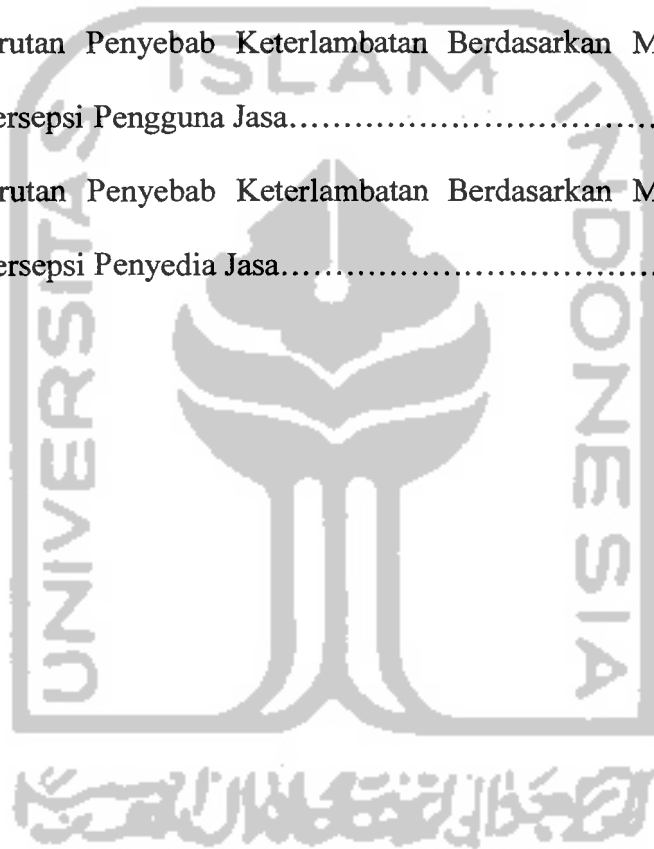 rutan Penyebab Keterlambatan Berdasarkan M
ersepsi Pengguna Jasa....................................
rutan Penyebab Keterlambatan Berdasarkan M
ersepsi Penyedia Jasa....................................
ISLAM
UNIVERSITAS
INDONESIA